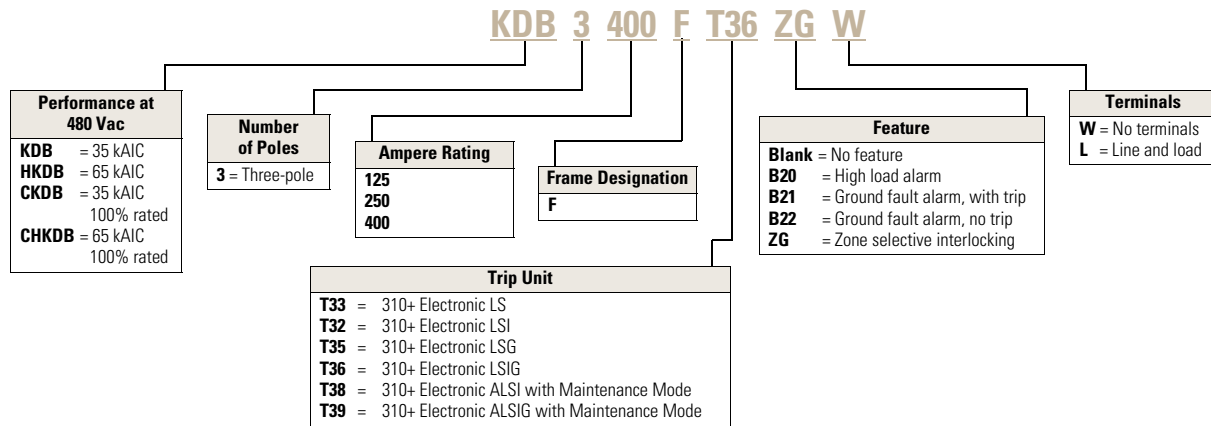 KDB 3 400 F T36 ZG W
Performance at
480 Vac
KDB = 35 kAIC
HKDB = 65 kAIC
CKDB = 35 kAIC
100% rated
CHKDB = 65 kAIC
100% rated
Number
of Poles
3 = Three-pole
Ampere Rating
125
250
400
Frame Designation
F
Trip Unit
T33 = 310+ Electronic LS
T32 = 310+ Electronic LSI
T35 = 310+ Electronic LSG
T36 = 310+ Electronic LSIG
T38 = 310+ Electronic ALSI with Maintenance Mode
T39 = 310+ Electronic ALSIG with Maintenance Mode
Feature
Blank = No feature
B20 = High load alarm
B21 = Ground fault alarm, with trip
B22 = Ground fault alarm, no trip
ZG = Zone selective interlocking
Terminals
W = No terminals
L = Line and load